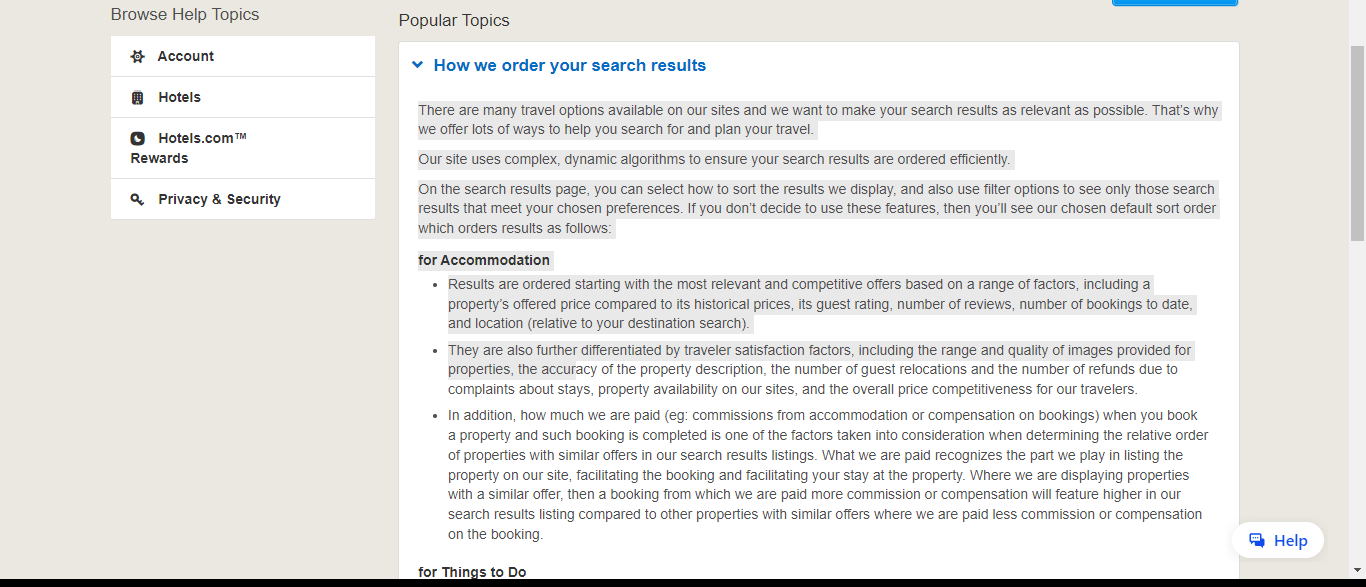 Browse Help Topics
Account
Hotels
Hotels.com™
Rewards
Privacy & Security
Popular Topics
How we order your search results
There are many travel options available on our sites and we want to make your search results as relevant as possible. That's why
we offer lots of ways to help you search for and plan your travel.
Our site uses complex, dynamic algorithms to ensure your search results are ordered efficiently.
On the search results page, you can select how to sort the results we display, and also use filter options to see only those search
results that meet your chosen preferences. If you don't decide to use these features, then you'll see our chosen default sort order
which orders results as follows:
for Accommodation
• Results are ordered starting with the most relevant and competitive offers based on a range of factors, including a
property's offered price compared to its historical prices, its guest rating, number of reviews, number of bookings to date,
and location (relative to your destination search).
• They are also further differentiated by traveler satisfaction factors, including the range and quality of images provided for
properties, the accuracy of the property description, the number of guest relocations and the number of refunds due to
complaints about stays, property availability on our sites, and the overall price competitiveness for our travelers.
• In addition, how much we are paid (eg: commissions from accommodation or compensation on bookings) when you book
a property and such booking is completed is one of the factors taken into consideration when determining the relative order
of properties with similar offers in our search results listings. What we are paid recognizes the part we play in listing the
property on our site, facilitating the booking and facilitating your stay at the property. Where we are displaying properties
with a similar offer, then a booking from which we are paid more commission or compensation will feature higher in our
search results listing compared to other properties with similar offers where we are paid less commission or compensation
on the booking.
for Things to Do
Help